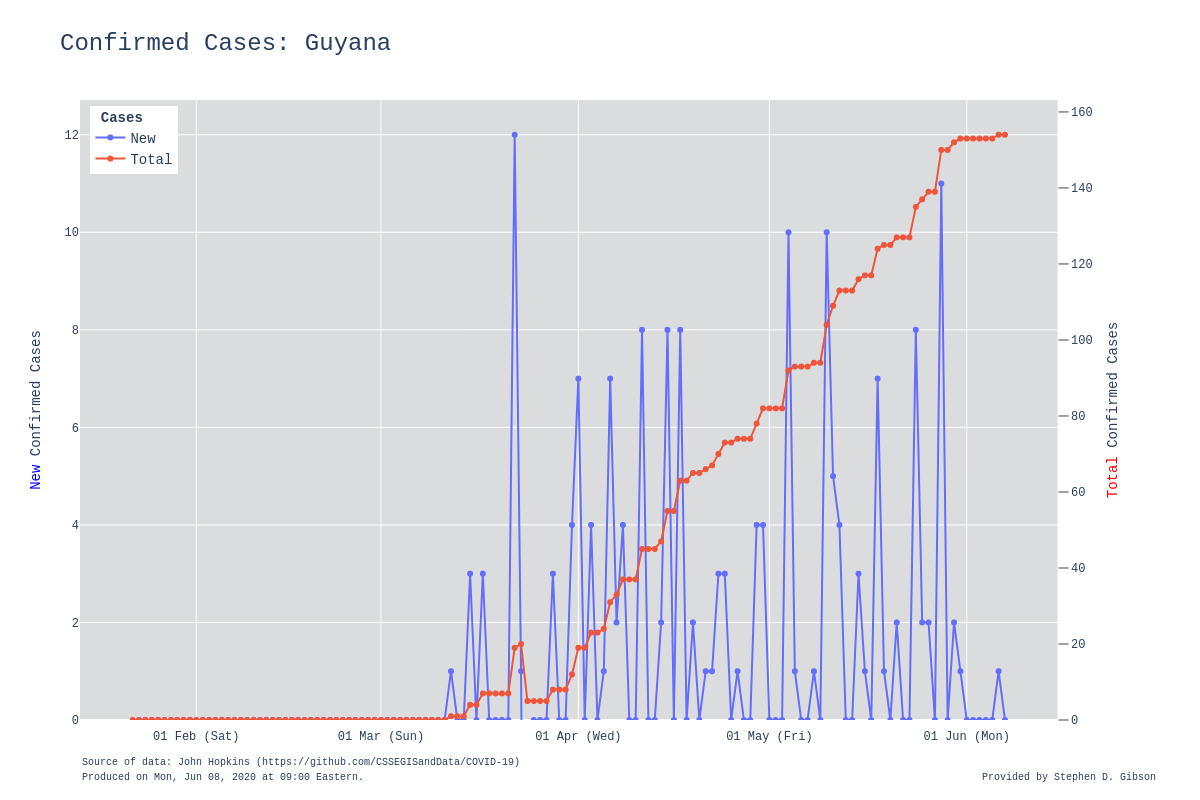 Confirmed Cases: Guyana
Cases
New
Total
12
10
8
6
4
2
0
160
140
120
100
80
60
40
20
0
New Confirmed Cases
Total Confirmed Cases
01 Feb (Sat)
01 Mar (Sun)
01 Apr (Wed)
01 May (Fri)
01 Jun (Mon)
Source of data: John Hopkins (https://github.com/CSSEGISandData/COVID-19)
Produced on Mon, Jun 08, 2020 at 09:00 Eastern.
Provided by Stephen D. Gibson